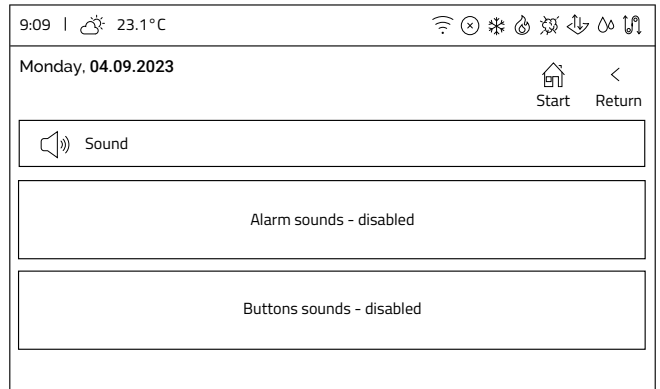 9:09 | 23.1°C
Monday, 04.09.2023
Start Return
Sound
Alarm sounds - disabled
Buttons sounds - disabled